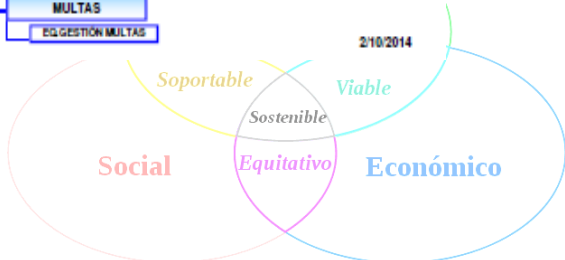 MULTAS
EQ.GESTIÓN MULTAS
2/10/2014
Soportable
Viable
Sostenible
Social
Equitativo
Económico